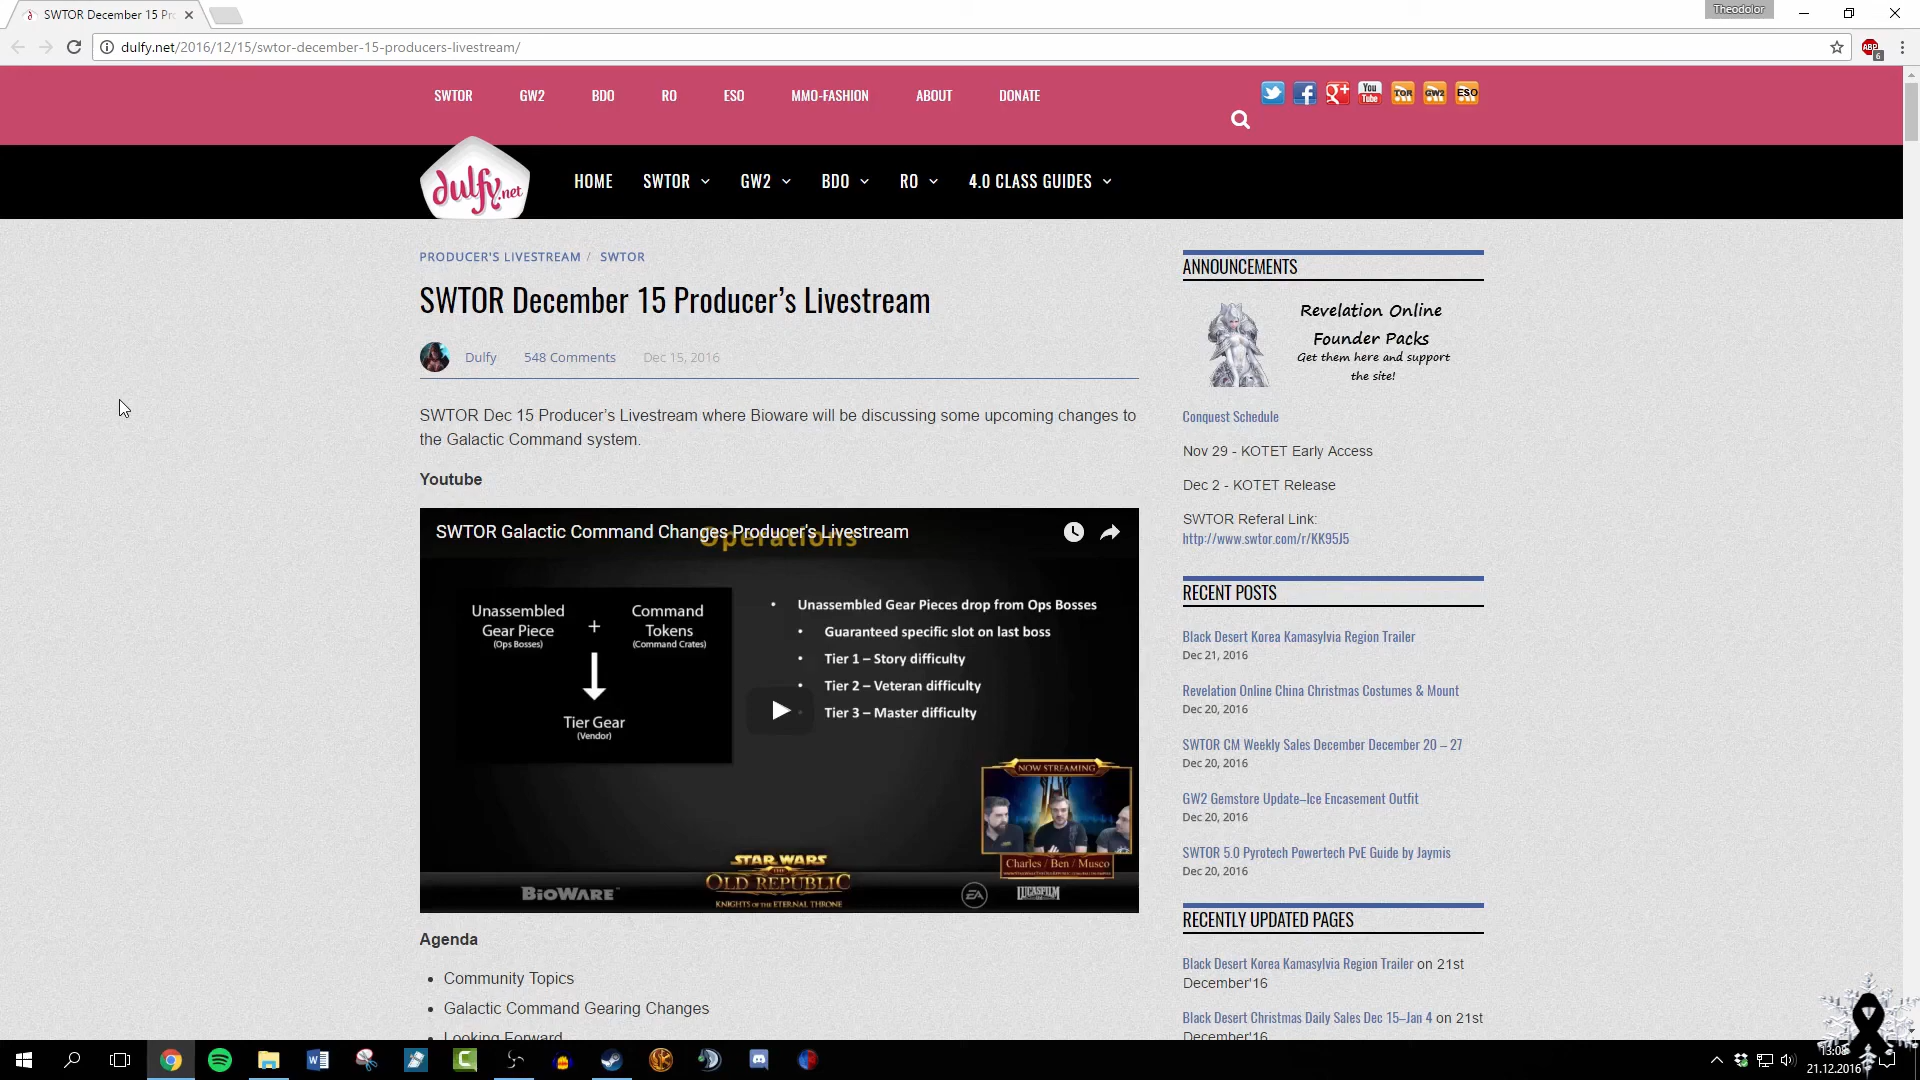 SWTOR December 15 Pr
Theodolor
dulfy.net/2016/12/15/swtor-december-15-producers-livestream/
ABP
6
SWTOR GW2 BDO RO ESO MMO-FASHION ABOUT DONATE
You
Tube
TOR GW2 ESO
dulfy.net
HOME SWTOR GW2 BDO RO 4.0 CLASS GUIDES
PRODUCER'S LIVESTREAM / SWTOR
SWTOR December 15 Producer’s Livestream
Dulfy 548 Comments Dec 15, 2016
SWTOR Dec 15 Producer’s Livestream where Bioware will be discussing some upcoming changes to
the Galactic Command system.
Youtube
SWTOR Galactic Command Changes Producer's Livestream
Operations
Unassembled
Gear Piece
(Ops Bosses)
+
Command
Tokens
(Command Crates)
Tier Gear
(Vendor)
• Unassembled Gear Pieces drop from Ops Bosses
• Guaranteed specific slot on last boss
• Tier 1 – Story difficulty
• Tier 2 – Veteran difficulty
• Tier 3 – Master difficulty
NOW STREAMING
Charles / Ben / Musco
BIOWARE
STAR WARS
THE
OLD REPUBLIC
KNIGHTS OF THE ETERNAL THRONE
EA
LUCASFILM
Agenda
• Community Topics
• Galactic Command Gearing Changes
• Looking Forward
ANNOUNCEMENTS
Revelation Online
Founder Packs
Get them here and support
the site!
Conquest Schedule
Nov 29 - KOTET Early Access
Dec 2 - KOTET Release
SWTOR Referal Link:
http://www.swtor.com/r/KK95J5
RECENT POSTS
Black Desert Korea Kamasylvia Region Trailer
Dec 21, 2016
Revelation Online China Christmas Costumes & Mount
Dec 20, 2016
SWTOR CM Weekly Sales December December 20 – 27
Dec 20, 2016
GW2 Gemstore Update–Ice Encasement Outfit
Dec 20, 2016
SWTOR 5.0 Pyrotech Powertech PvE Guide by Jaymis
Dec 20, 2016
RECENTLY UPDATED PAGES
Black Desert Korea Kamasylvia Region Trailer on 21st
December'16
Black Desert Christmas Daily Sales Dec 15–Jan 4 on 21st
December'16
13:08
21.12.2016